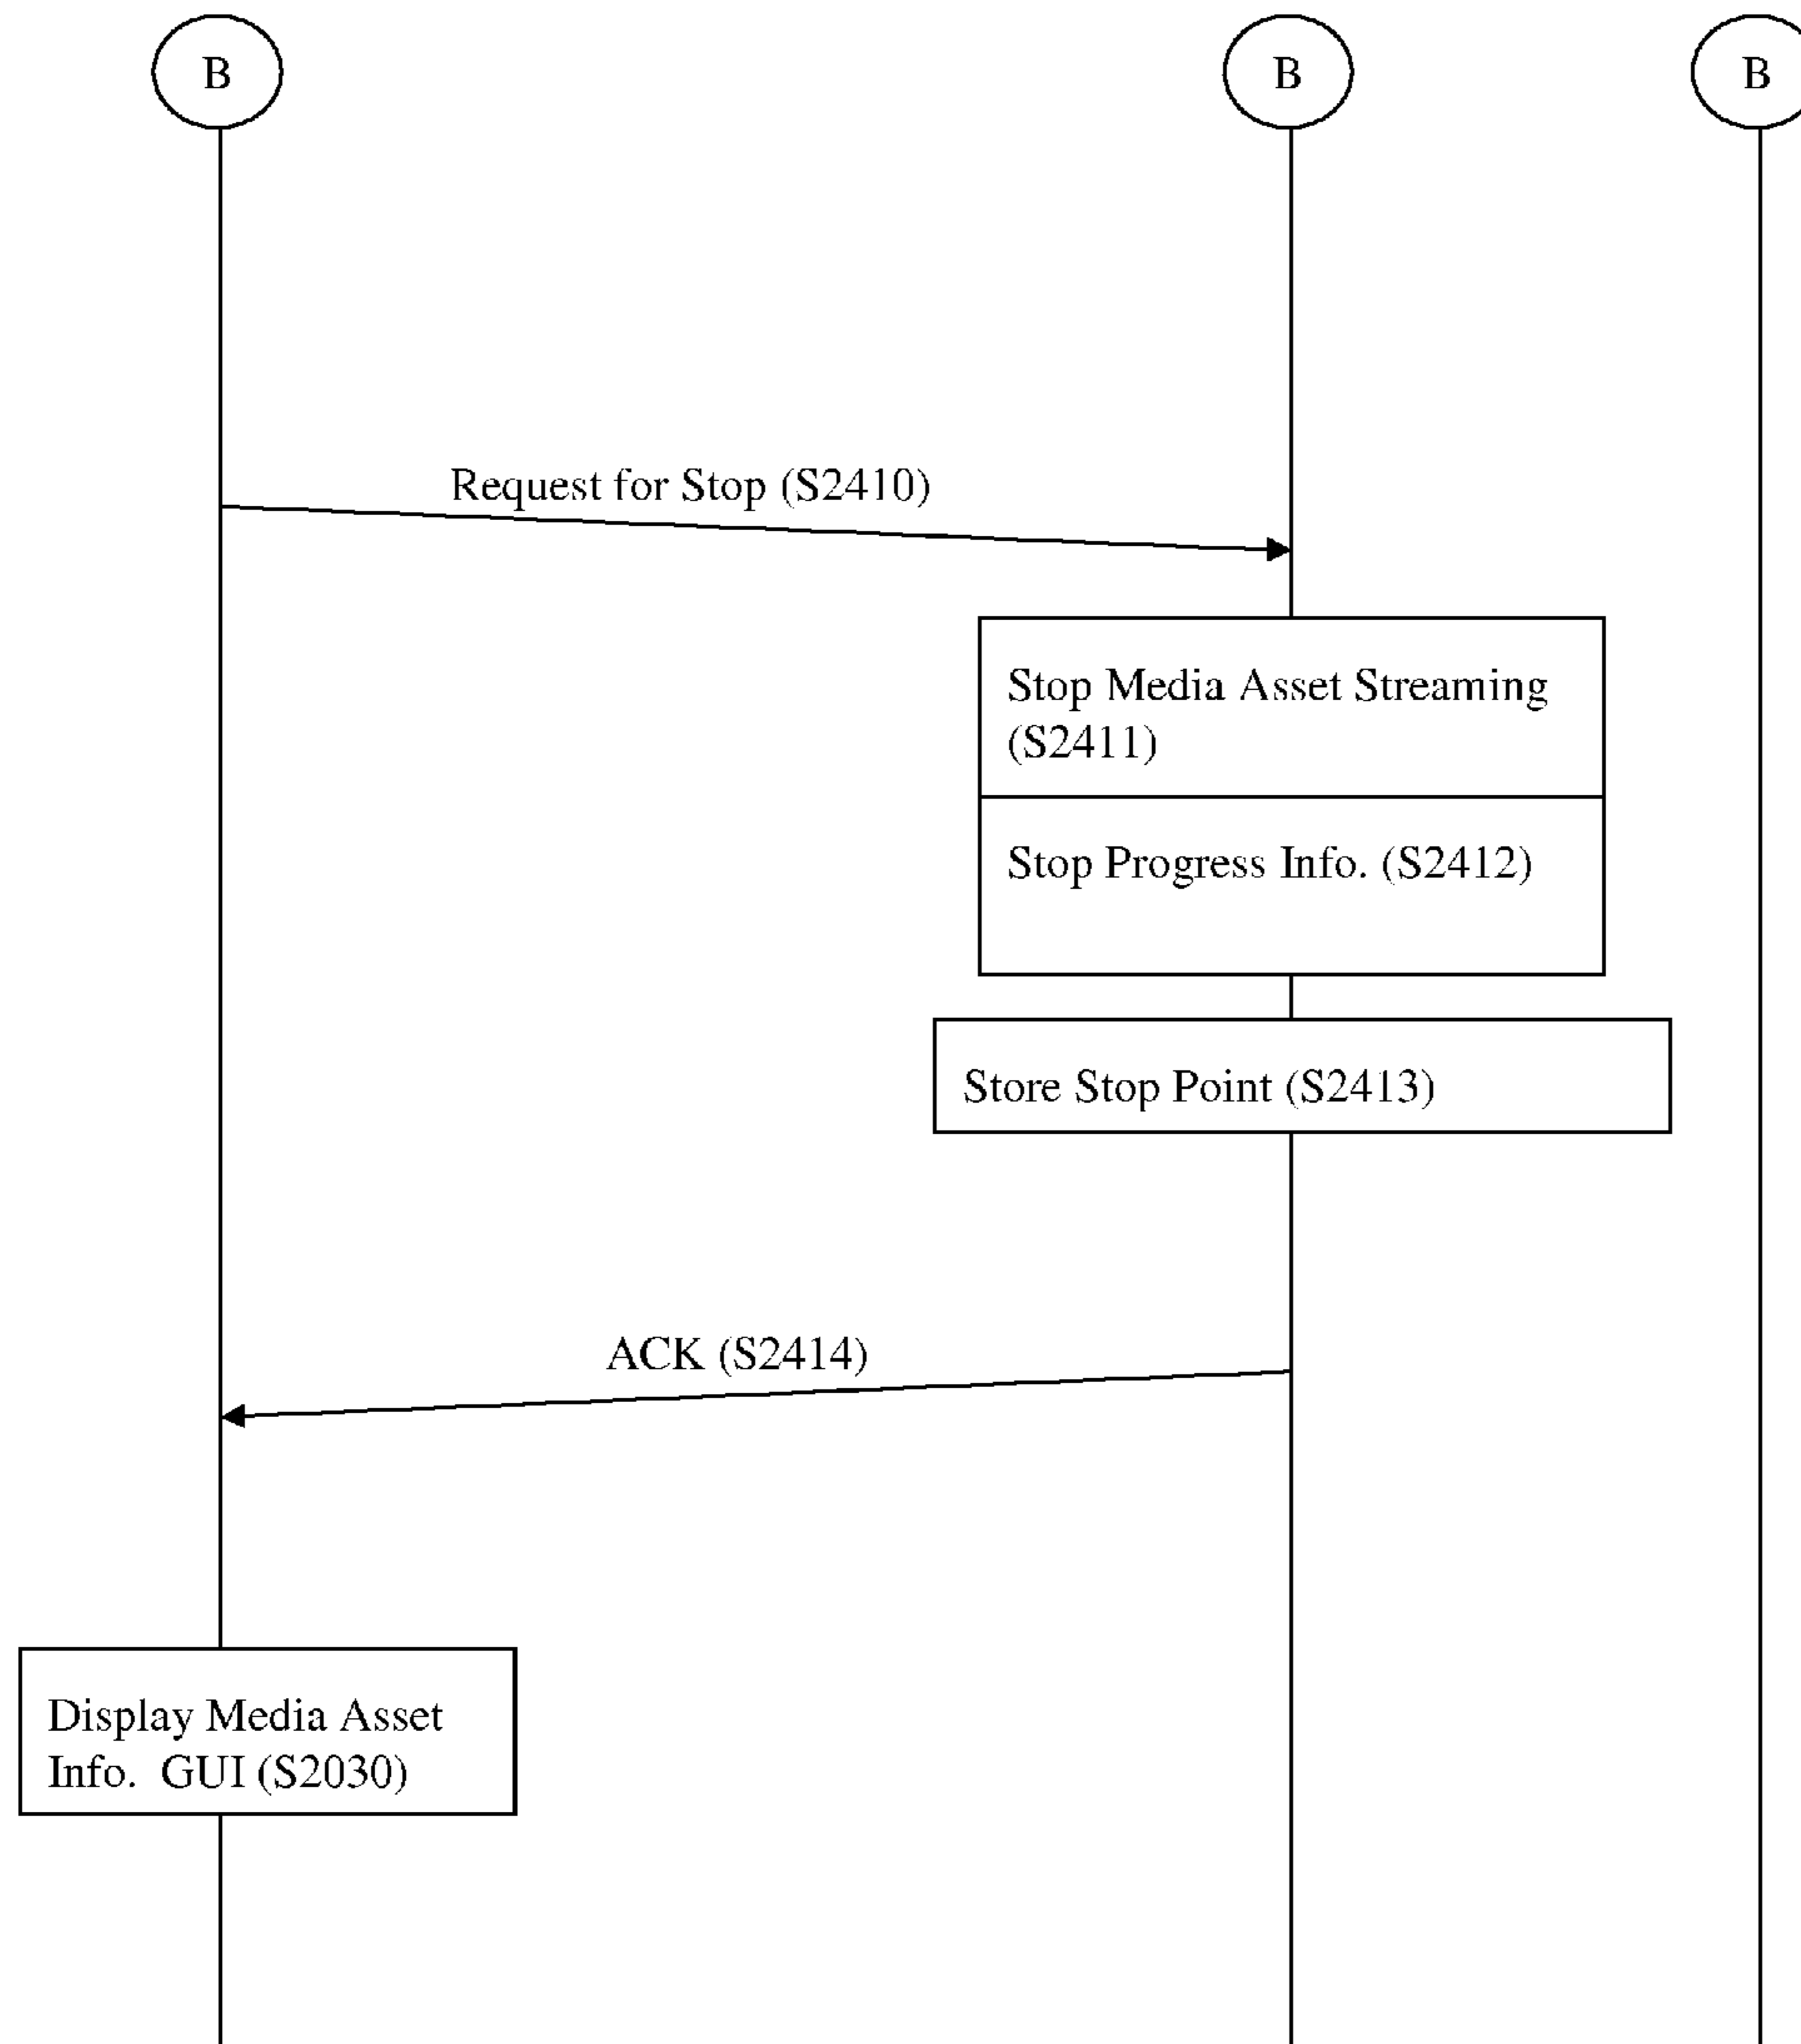 B
B
B
Request for Stop (S2410)
Stop Media Asset Streaming
(S2411)
Stop Progress Info. (S2412)
Store Stop Point (S2413)
ACK (S2414)
Display Media Asset
Info.  GUI (S2030)